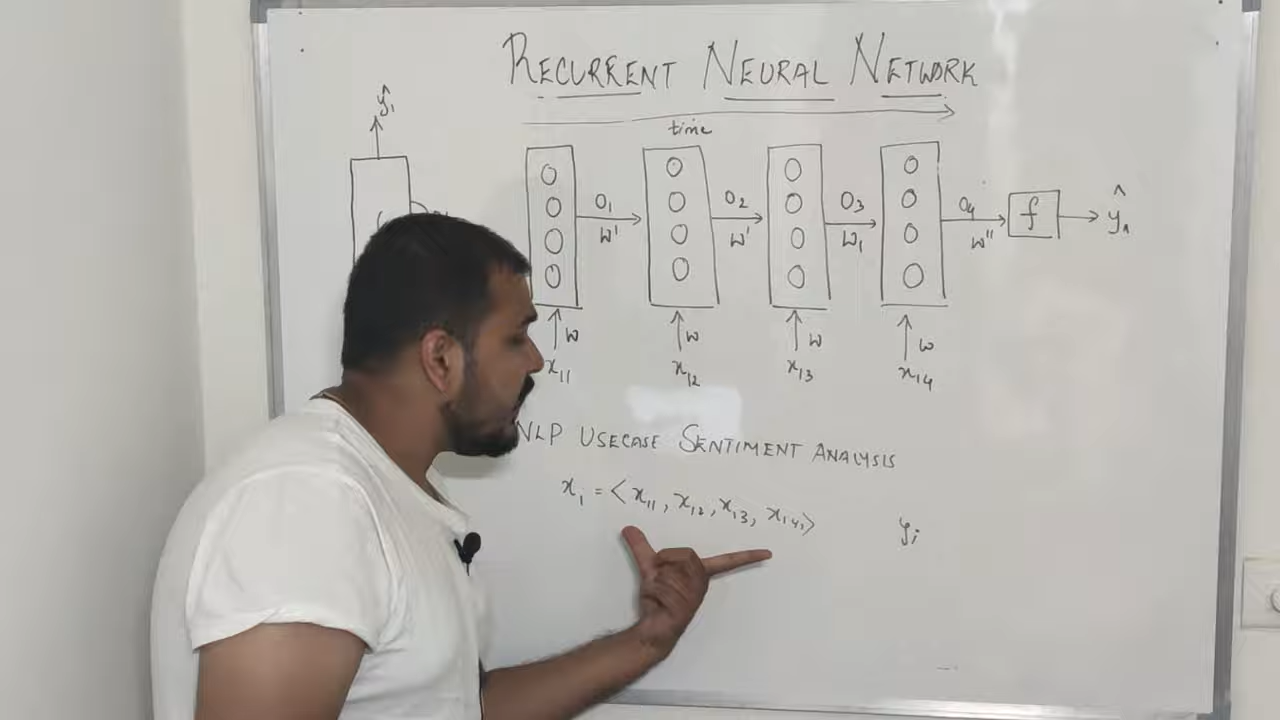 RECURRENT NEURAL NETWORK
time
ŷ₁
O₁ O₂ O₃ O₄ f ŷ₁
W' W' W₁ W''
W W W W
x₁₁ x₁₂ x₁₃ x₁₄
NLP USECASE SENTIMENT ANALYSIS
x₁ = <x₁₁, x₁₂, x₁₃, x₁₄,> yᵢ